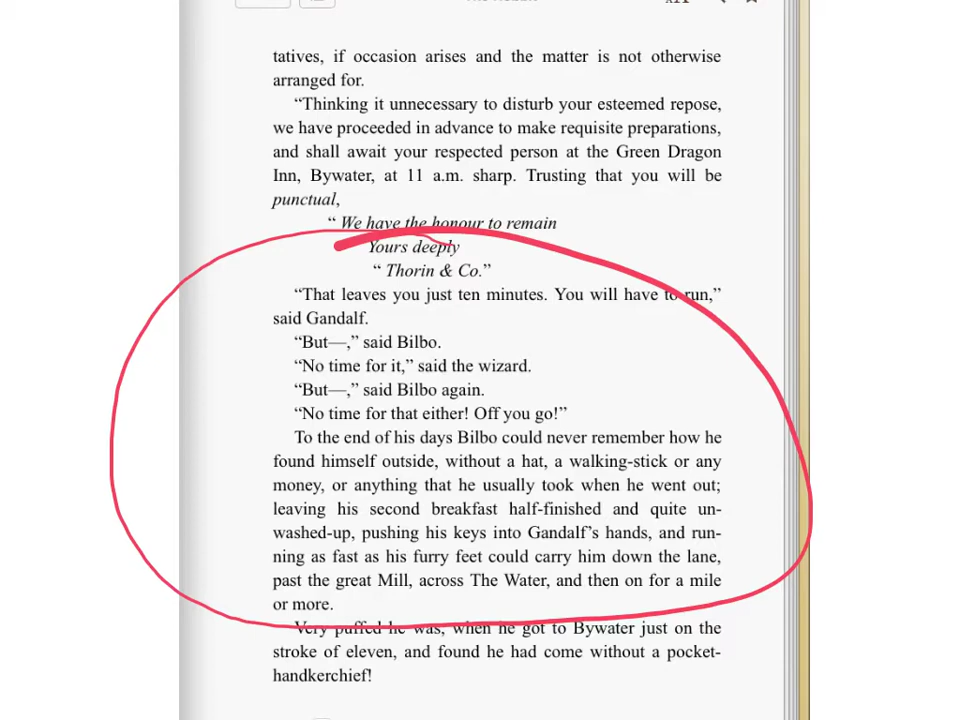 tatives, if occasion arises and the matter is not otherwise
arranged for.
“Thinking it unnecessary to disturb your esteemed repose,
we have proceeded in advance to make requisite preparations,
and shall await your respected person at the Green Dragon
Inn, Bywater, at 11 a.m. sharp. Trusting that you will be
punctual,
“ We have the honour to remain
Yours deeply
“ Thorin & Co.”
“That leaves you just ten minutes. You will have to run,”
said Gandalf.
“But—,” said Bilbo.
“No time for it,” said the wizard.
“But—,” said Bilbo again.
“No time for that either! Off you go!”
To the end of his days Bilbo could never remember how he
found himself outside, without a hat, a walking-stick or any
money, or anything that he usually took when he went out;
leaving his second breakfast half-finished and quite un-
washed-up, pushing his keys into Gandalf’s hands, and run-
ning as fast as his furry feet could carry him down the lane,
past the great Mill, across The Water, and then on for a mile
or more.
Very puffed he was, when he got to Bywater just on the
stroke of eleven, and found he had come without a pocket-
handkerchief!